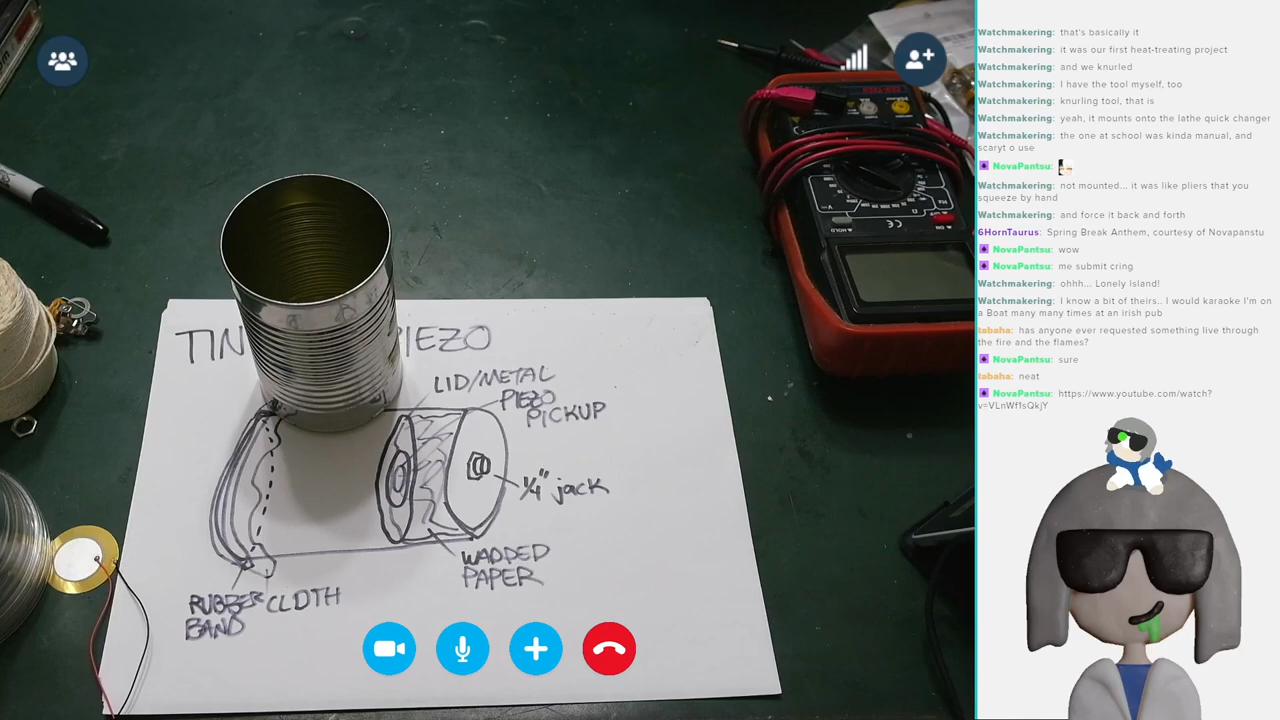 TIN
IEZO
LID/METAL
PIEZO
PICKUP
1/4" jack
WADDED
PAPER
RUBBER
BAND
CLOTH
HOLD
CE
Watchmakering: that's basically it
Watchmakering: it was our first heat-treating project
Watchmakering: and we knurled
Watchmakering: I have the tool myself, too
Watchmakering: knurling tool, that is
Watchmakering: yeah, it mounts onto the lathe quick changer
Watchmakering: the one at school was kinda manual, and
scaryt o use
NovaPantsu:
Watchmakering: not mounted... it was like pliers that you
squeeze by hand
Watchmakering: and force it back and forth
6HornTaurus: Spring Break Anthem, courtesy of Novapanstu
NovaPantsu: wow
NovaPantsu: me submit cring
Watchmakering: ohhh... Lonely Island!
Watchmakering: I know a bit of theirs.. I would karaoke I'm on
a Boat many many times at an irish pub
tabaha: has anyone ever requested something live through
the fire and the flames?
NovaPantsu: sure
tabaha: neat
NovaPantsu: https://www.youtube.com/watch?
v=VLnWf1sQkjY